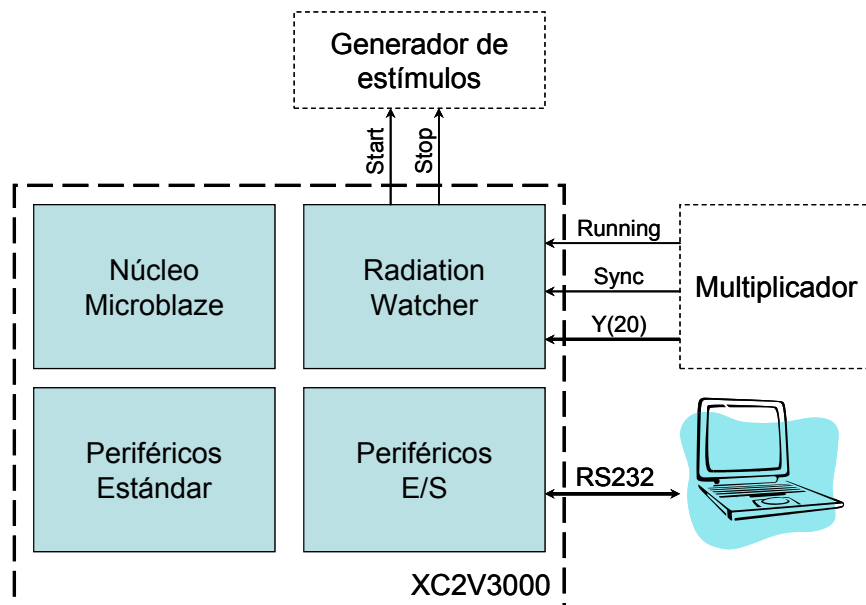 Generador de
estímulos
Start
Stop
Núcleo
Microblaze
Radiation
Watcher
Running
Sync
Y(20)
Multiplicador
Periféricos
Estándar
Periféricos
E/S
RS232
XC2V3000